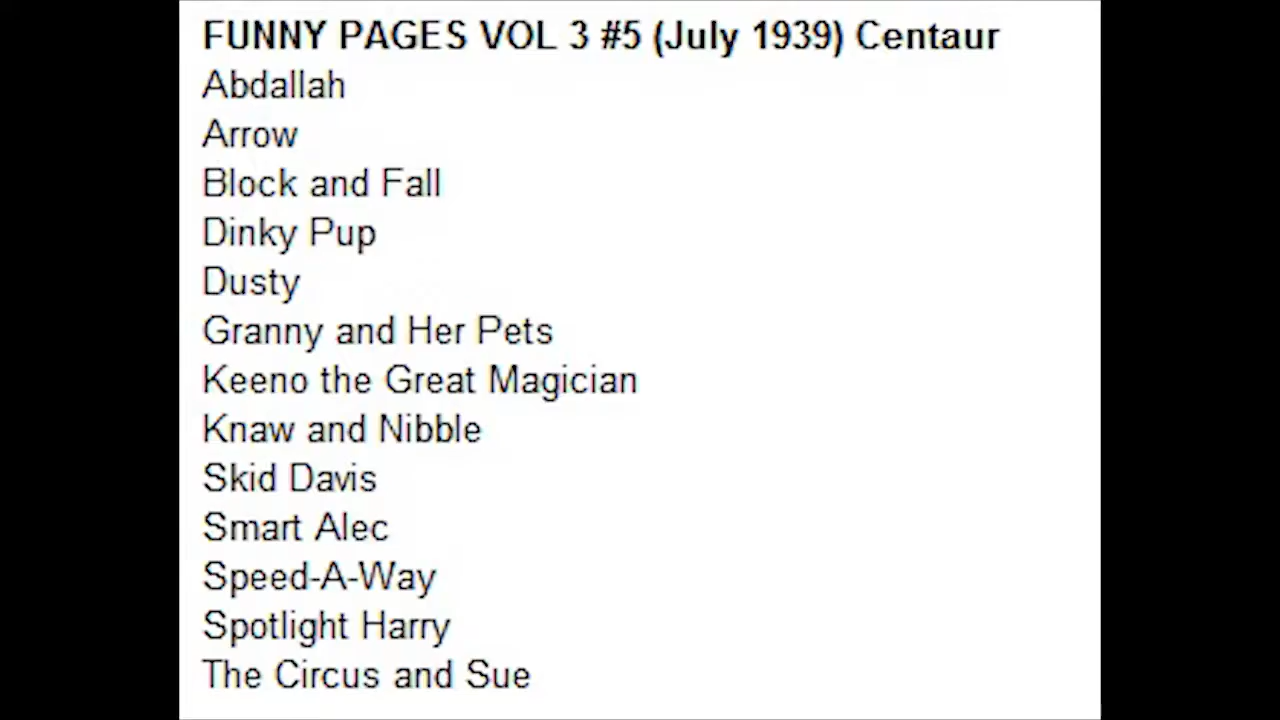 FUNNY PAGES VOL 3 #5 (July 1939) Centaur
Abdallah
Arrow
Block and Fall
Dinky Pup
Dusty
Granny and Her Pets
Keeno the Great Magician
Knaw and Nibble
Skid Davis
Smart Alec
Speed-A-Way
Spotlight Harry
The Circus and Sue